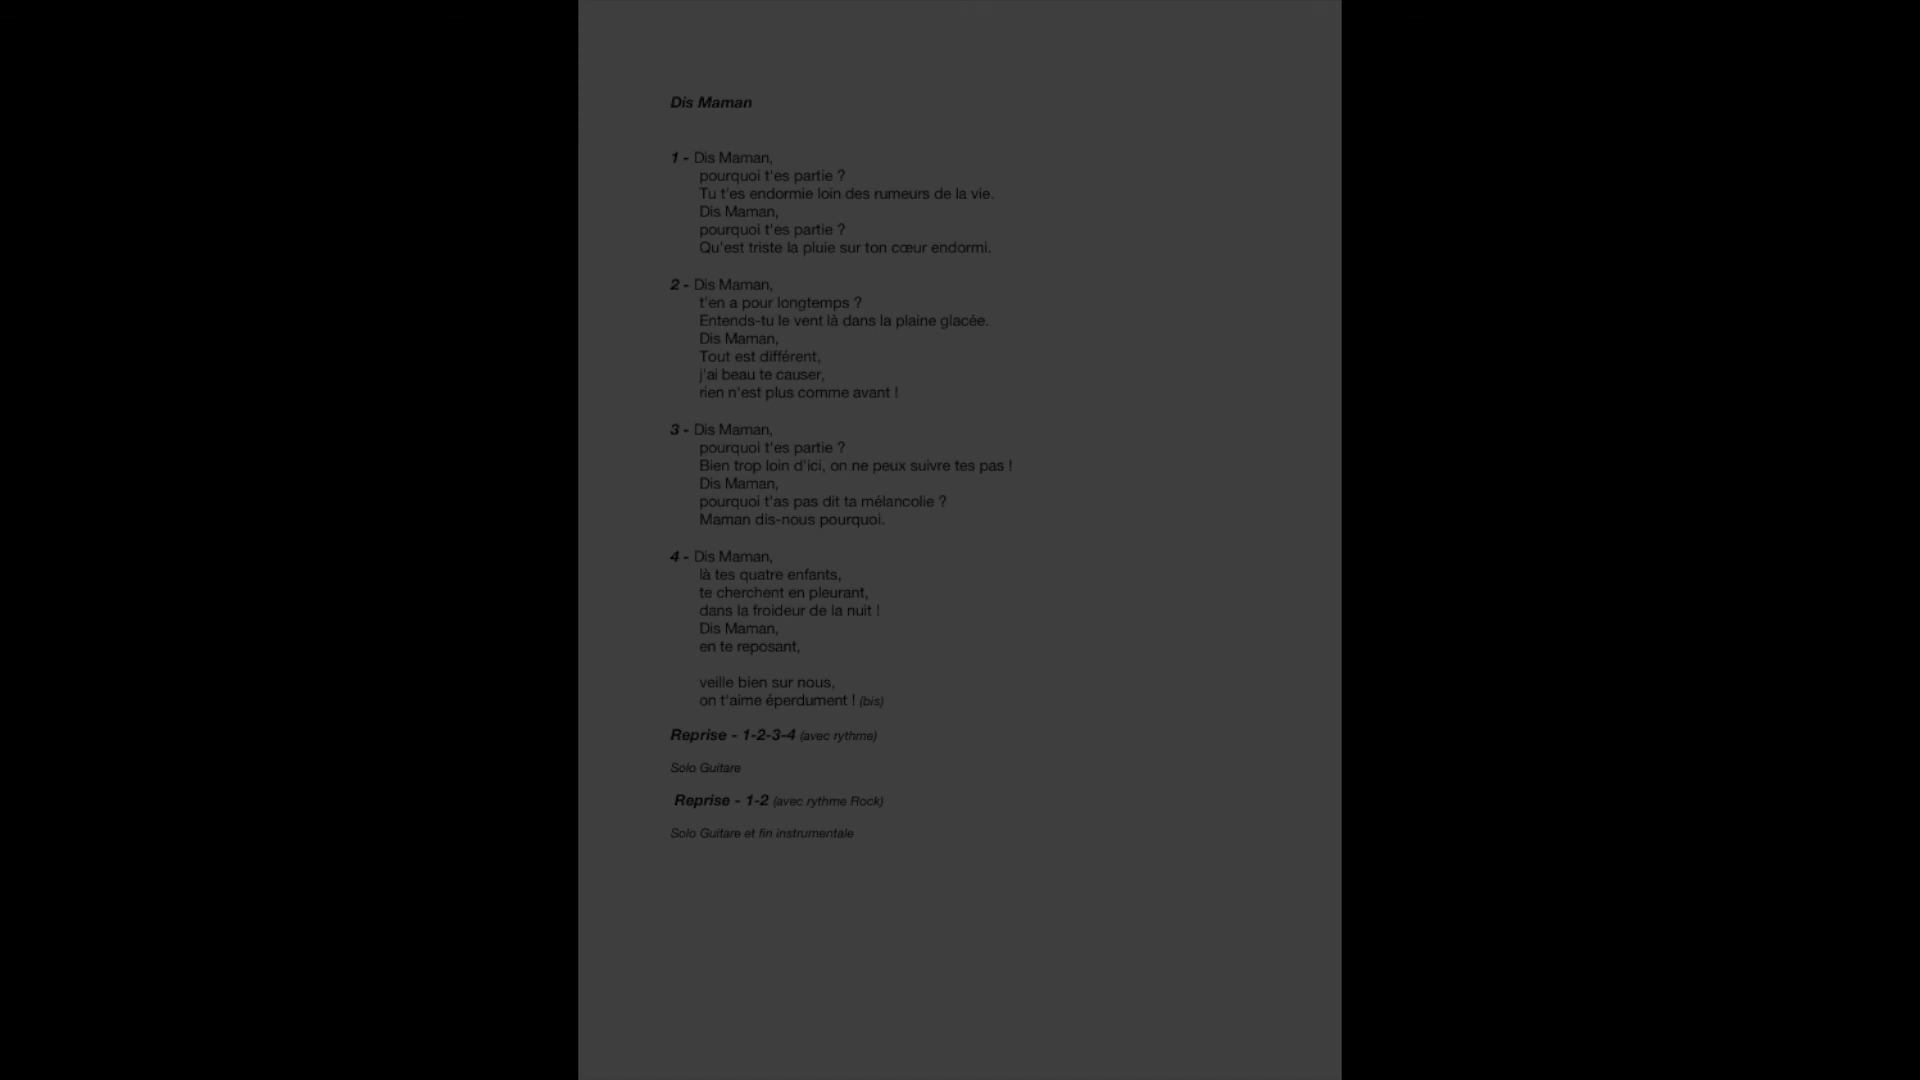 Dis Maman
1 - Dis Maman,
pourquoi t'es partie ?
Tu t'es endormie loin des rumeurs de la vie.
Dis Maman,
pourquoi t'es partie ?
Qu'est triste la pluie sur ton cœur endormi.
2 - Dis Maman,
t'en a pour longtemps ?
Entends-tu le vent là dans la plaine glacée.
Dis Maman,
Tout est différent,
j'ai beau te causer,
rien n'est plus comme avant !
3 - Dis Maman,
pourquoi t'es partie ?
Bien trop loin d'ici, on ne peux suivre tes pas !
Dis Maman,
pourquoi t'as pas dit ta mélancolie ?
Maman dis-nous pourquoi.
4 - Dis Maman,
là tes quatre enfants,
te cherchent en pleurant,
dans la froideur de la nuit !
Dis Maman,
en te reposant,
veille bien sur nous,
on t'aime éperdument ! (bis)
Reprise - 1-2-3-4 (avec rythme)
Solo Guitare
Reprise - 1-2 (avec rythme Rock)
Solo Guitare et fin instrumentale